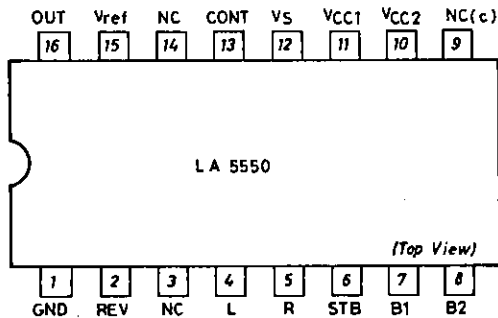 OUT Vref NC CONT VS VCC1 VCC2 NC(c)
16 15 14 13 12 11 10 9
LA 5550
(Top View)
1 2 3 4 5 6 7 8
GND REV NC L R STB B1 B2